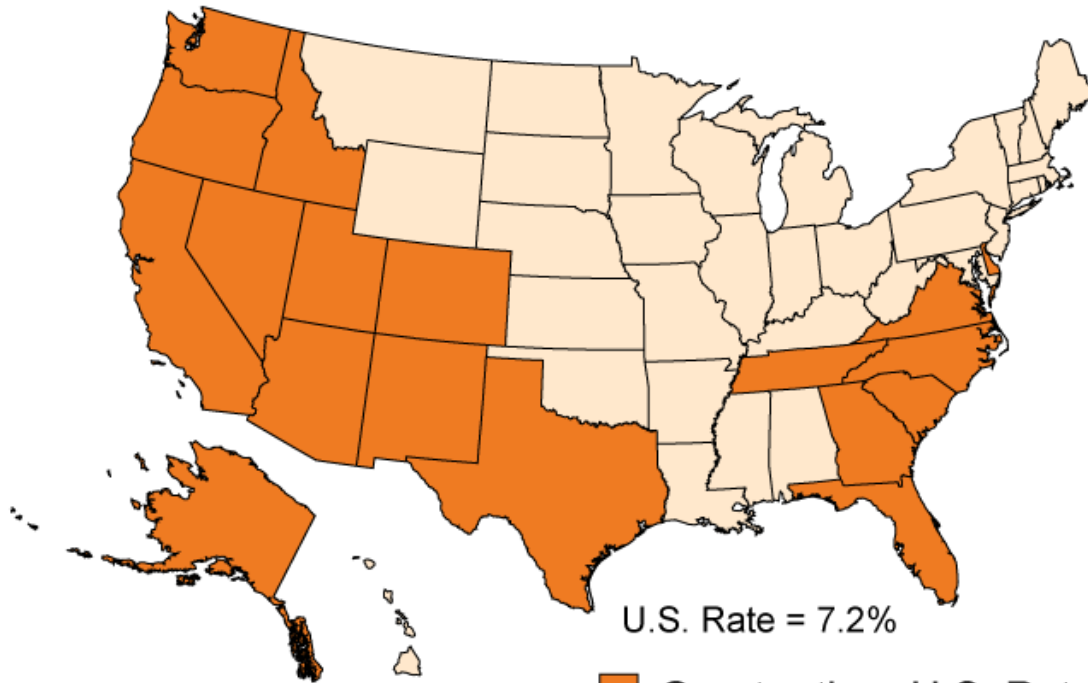 U.S. Rate = 7.2%